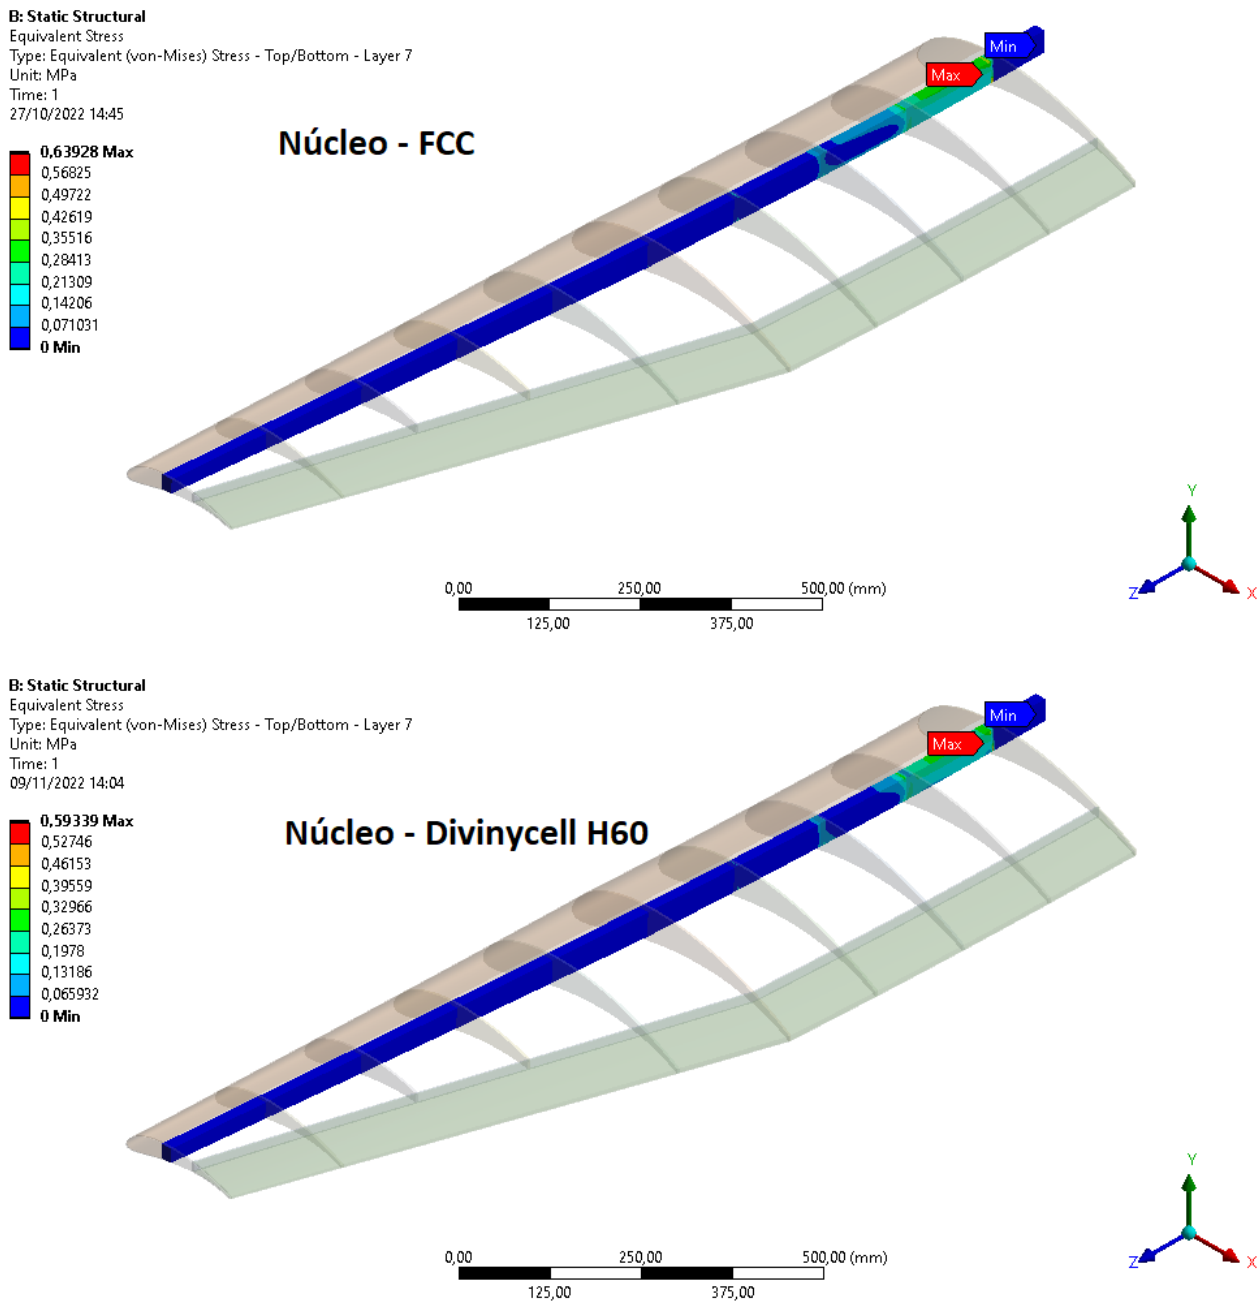 B: Static Structural
Equivalent Stress
Type: Equivalent (von-Mises) Stress - Top/Bottom - Layer 7
Unit: MPa
Time: 1
27/10/2022 14:45
Núcleo - FCC
0,63928 Max
0,56825
0,49722
0,42619
0,35516
0,28413
0,21309
0,14206
0,071031
0 Min
Min
Max
Y
Z
X
0,00
250,00
500,00 (mm)
125,00
375,00
B: Static Structural
Equivalent Stress
Type: Equivalent (von-Mises) Stress - Top/Bottom - Layer 7
Unit: MPa
Time: 1
09/11/2022 14:04
Núcleo - Divinycell H60
0,59339 Max
0,52746
0,46153
0,39559
0,32966
0,26373
0,1978
0,13186
0,065932
0 Min
Min
Max
Y
Z
X
0,00
250,00
500,00 (mm)
125,00
375,00